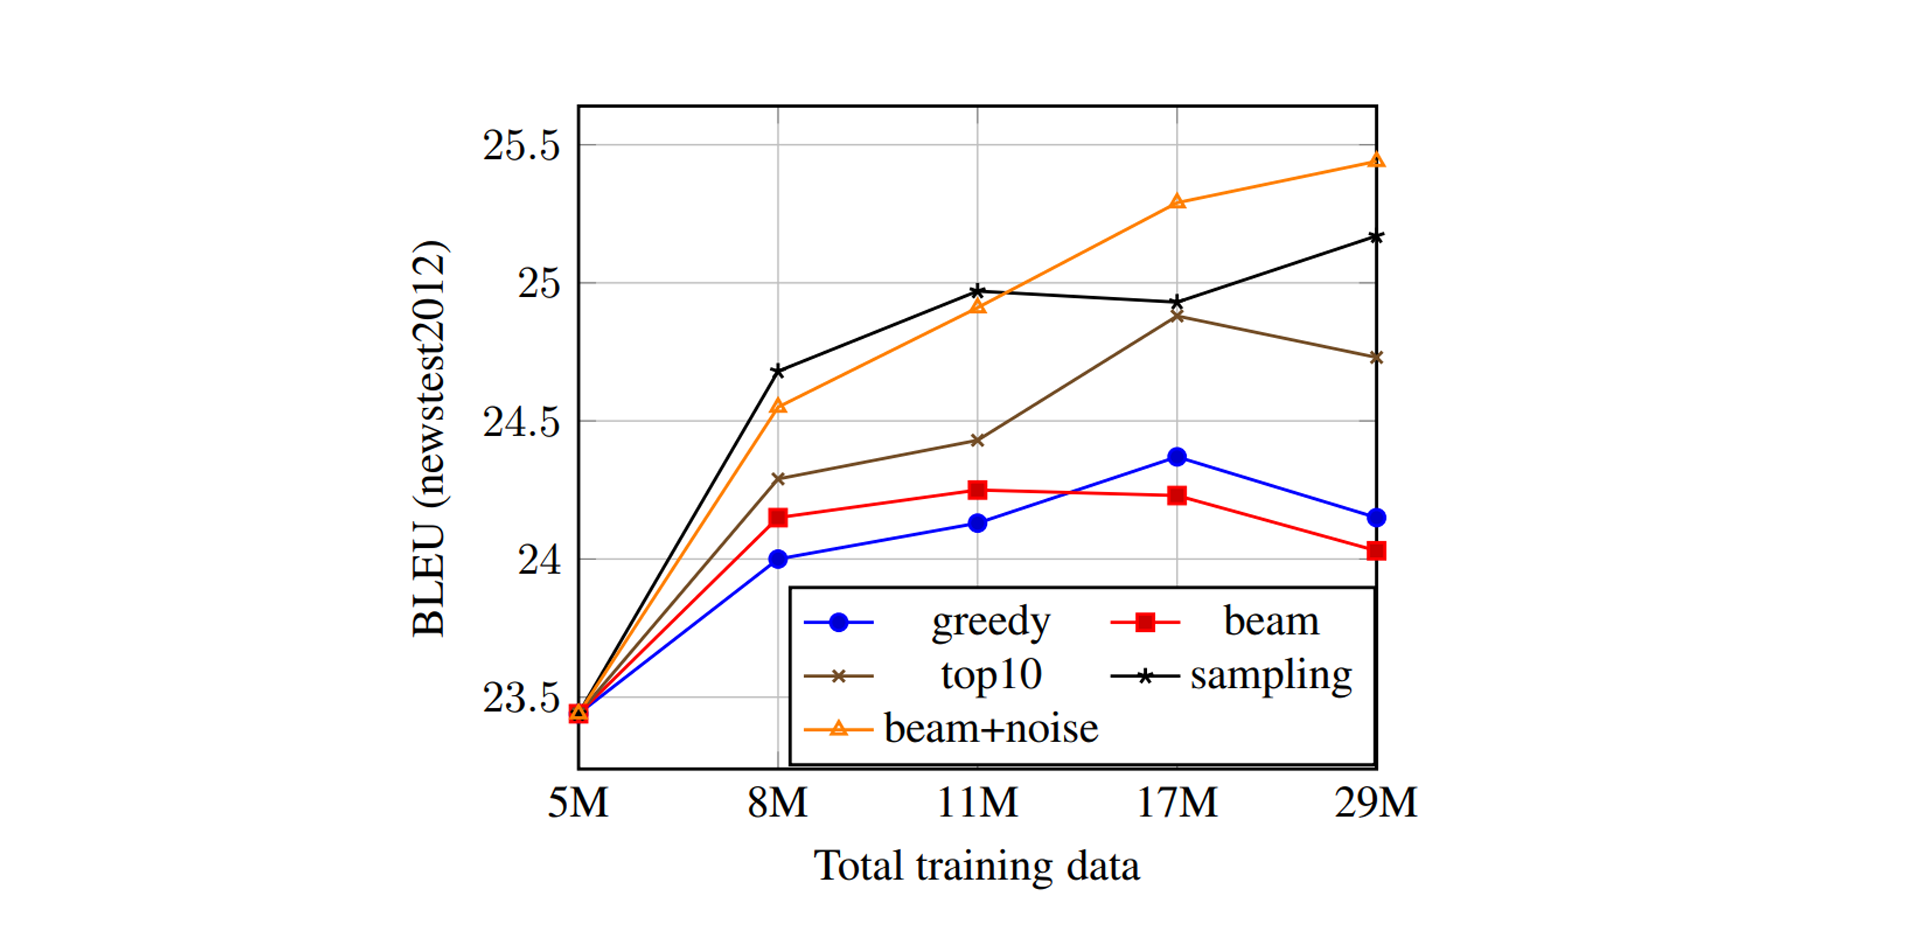 25.5
25
24.5
24
23.5
BLEU (newstest2012)
greedy beam
top10 sampling
beam+noise
5M 8M 11M 17M 29M
Total training data